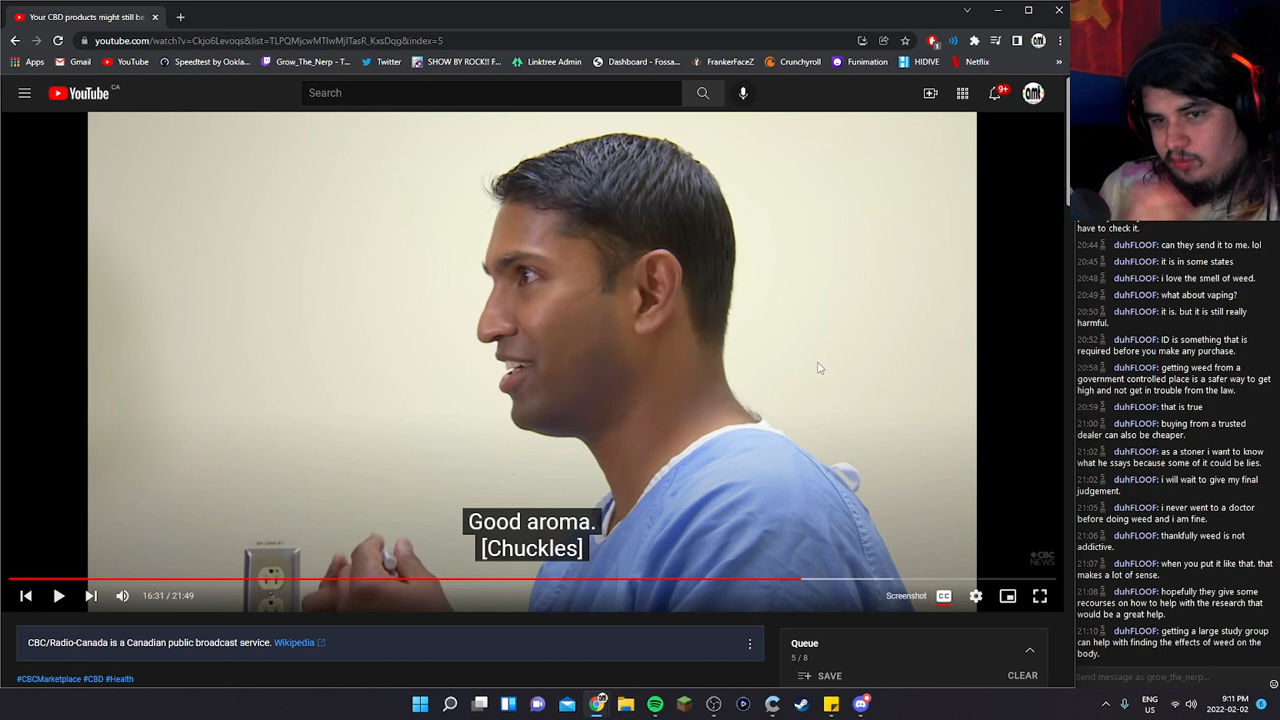 Your CBD products might still be
youtube.com/watch?v=Ckjo6Levoqs&list=TLPQMjcwMTIwMjITasR_KxsDqg&index=5
Apps
Gmail
YouTube
Speedtest by Ookla...
Grow_The_Nerp - T...
Twitter
SHOW BY ROCK!! F...
Linktree Admin
Dashboard - Fossa...
FrankerFaceZ
Crunchyroll
Funimation
HIDIVE
Netflix
»
YouTube CA
Search
9+
amt
Good aroma.
[Chuckles]
CBC
NEWS
16:31 / 21:49
Screenshot
CC
CBC/Radio-Canada is a Canadian public broadcast service. Wikipedia
Queue
5 / 8
SAVE
CLEAR
#CBCMarketplace #CBD #Health
have to check it.
20:44 duhFLOOF: can they send it to me. lol
20:45 duhFLOOF: it is in some states
20:48 duhFLOOF: i love the smell of weed.
20:49 duhFLOOF: what about vaping?
20:50 duhFLOOF: it is. but it is still really
harmful.
20:52 duhFLOOF: ID is something that is
required before you make any purchase.
20:58 duhFLOOF: getting weed from a
government controlled place is a safer way to get
high and not get in trouble from the law.
20:59 duhFLOOF: that is true
21:00 duhFLOOF: buying from a trusted
dealer can also be cheaper.
21:02 duhFLOOF: as a stoner i want to know
what he ssays because some of it could be lies.
21:02 duhFLOOF: i will wait to give my final
judgement.
21:05 duhFLOOF: i never went to a doctor
before doing weed and i am fine.
21:06 duhFLOOF: thankfully weed is not
addictive.
21:07 duhFLOOF: when you put it like that. that
makes a lot of sense.
21:08 duhFLOOF: hopefully they give some
recourses on how to help with the research that
would be a great help.
21:10 duhFLOOF: getting a large study group
can help with finding the effects of weed on the
body.
Send message as grow_the_nerp...
ENG
US
9:11 PM
2022-02-02
6